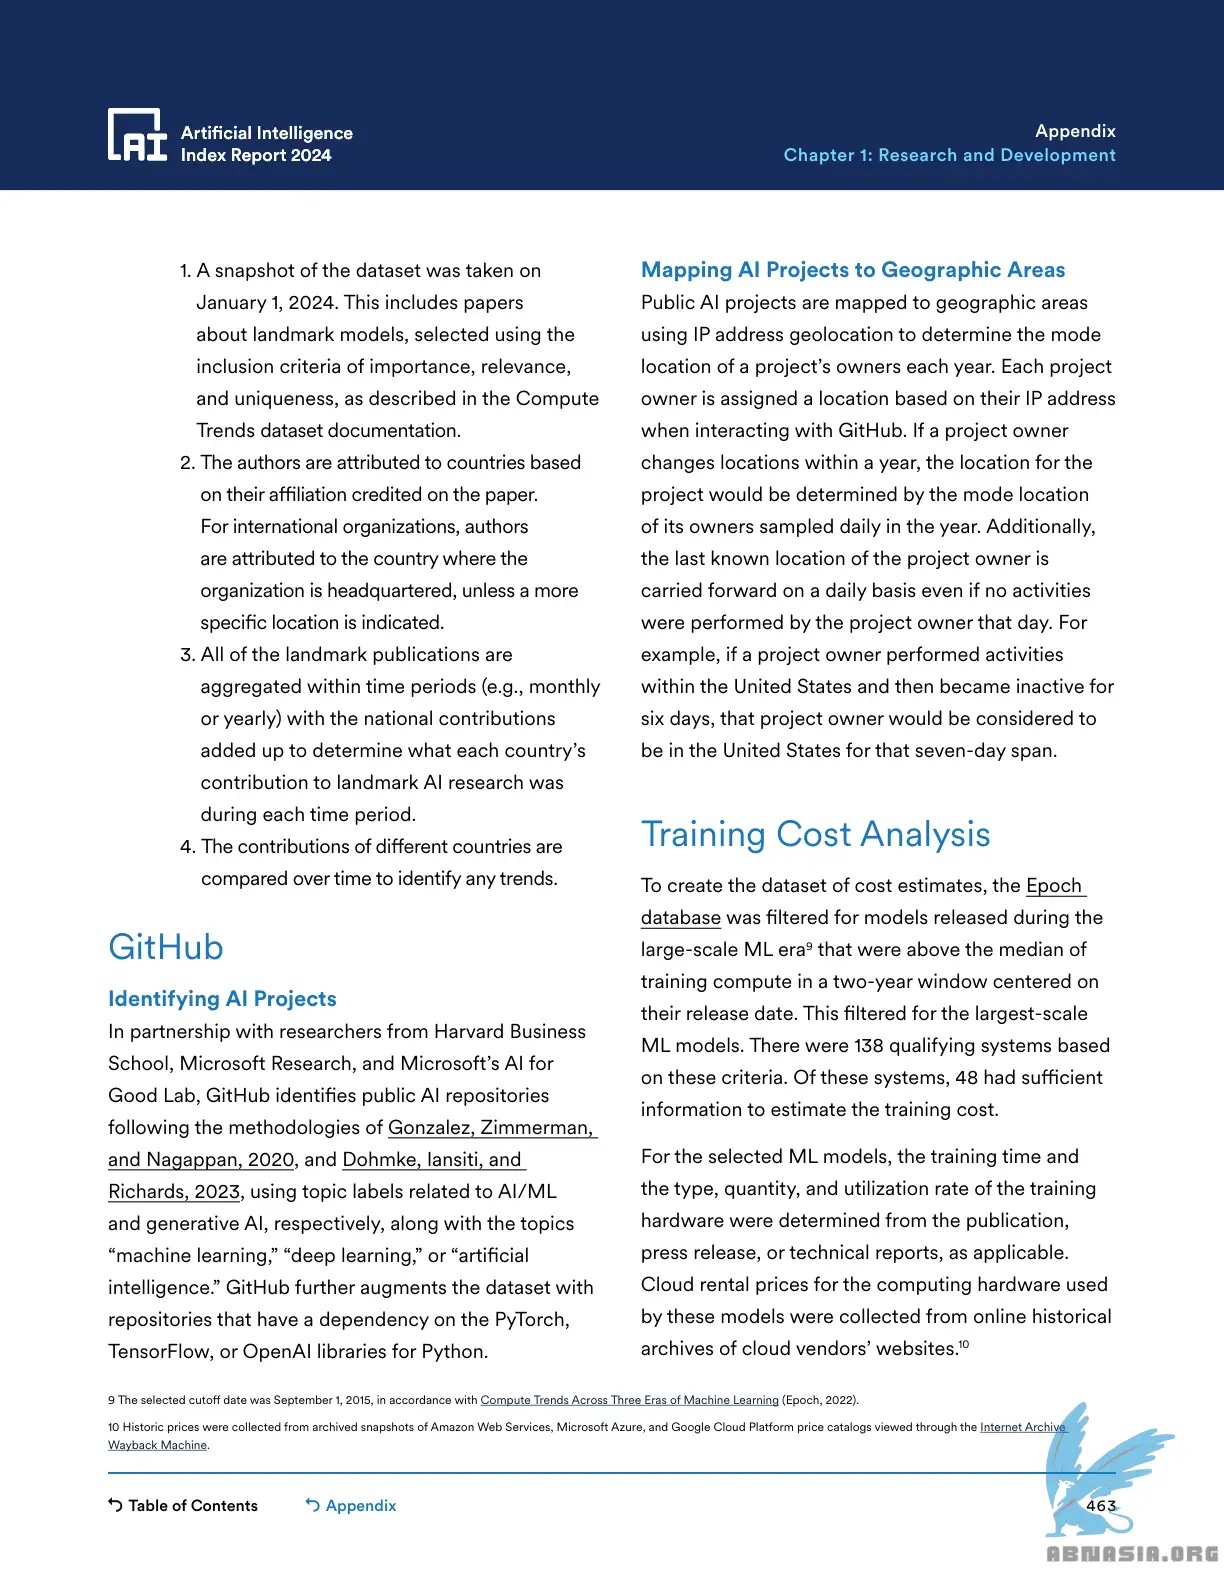 Artificial Intelligence
Index Report 2024
Appendix
Chapter 1: Research and Development
1. A snapshot of the dataset was taken on
January 1, 2024. This includes papers
about landmark models, selected using the
inclusion criteria of importance, relevance,
and uniqueness, as described in the Compute
Trends dataset documentation.
2. The authors are attributed to countries based
on their affiliation credited on the paper.
For international organizations, authors
are attributed to the country where the
organization is headquartered, unless a more
specific location is indicated.
3. All of the landmark publications are
aggregated within time periods (e.g., monthly
or yearly) with the national contributions
added up to determine what each country's
contribution to landmark AI research was
during each time period.
4. The contributions of different countries are
compared over time to identify any trends.
GitHub
Identifying AI Projects
In partnership with researchers from Harvard Business
School, Microsoft Research, and Microsoft's AI for
Good Lab, GitHub identifies public AI repositories
following the methodologies of Gonzalez, Zimmerman,
and Nagappan, 2020, and Dohmke, Iansiti, and
Richards, 2023, using topic labels related to AI/ML
and generative AI, respectively, along with the topics
“machine learning,” “deep learning,” or “artificial
intelligence.” GitHub further augments the dataset with
repositories that have a dependency on the PyTorch,
TensorFlow, or OpenAI libraries for Python.
Mapping AI Projects to Geographic Areas
Public AI projects are mapped to geographic areas
using IP address geolocation to determine the mode
location of a project's owners each year. Each project
owner is assigned a location based on their IP address
when interacting with GitHub. If a project owner
changes locations within a year, the location for the
project would be determined by the mode location
of its owners sampled daily in the year. Additionally,
the last known location of the project owner is
carried forward on a daily basis even if no activities
were performed by the project owner that day. For
example, if a project owner performed activities
within the United States and then became inactive for
six days, that project owner would be considered to
be in the United States for that seven-day span.
Training Cost Analysis
To create the dataset of cost estimates, the Epoch
database was filtered for models released during the
large-scale ML era⁹ that were above the median of
training compute in a two-year window centered on
their release date. This filtered for the largest-scale
ML models. There were 138 qualifying systems based
on these criteria. Of these systems, 48 had sufficient
information to estimate the training cost.
For the selected ML models, the training time and
the type, quantity, and utilization rate of the training
hardware were determined from the publication,
press release, or technical reports, as applicable.
Cloud rental prices for the computing hardware used
by these models were collected from online historical
archives of cloud vendors' websites.¹⁰
9 The selected cutoff date was September 1, 2015, in accordance with Compute Trends Across Three Eras of Machine Learning (Epoch, 2022).
10 Historic prices were collected from archived snapshots of Amazon Web Services, Microsoft Azure, and Google Cloud Platform price catalogs viewed through the Internet Archive
Wayback Machine.
Table of Contents
Appendix
463
ABNASIA.ORG